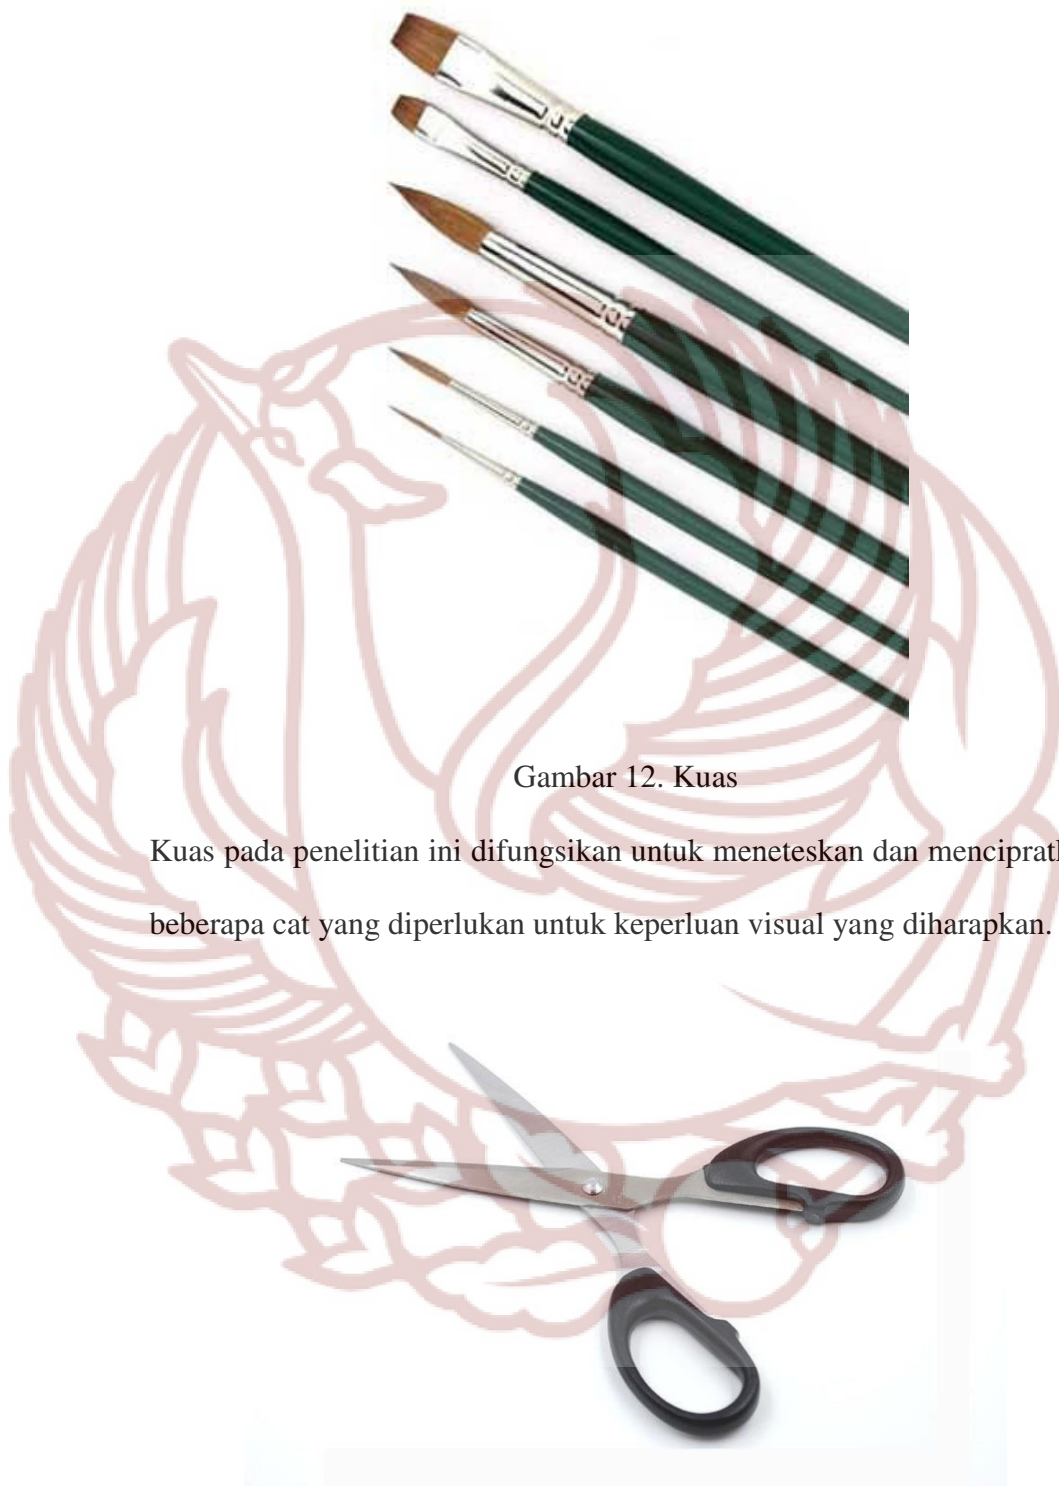 Gambar 12. Kuas
Kuas pada penelitian ini difungsikan untuk meneteskan dan
beberapa cat yang diperlukan untuk keperluan visual yang diharapkan.